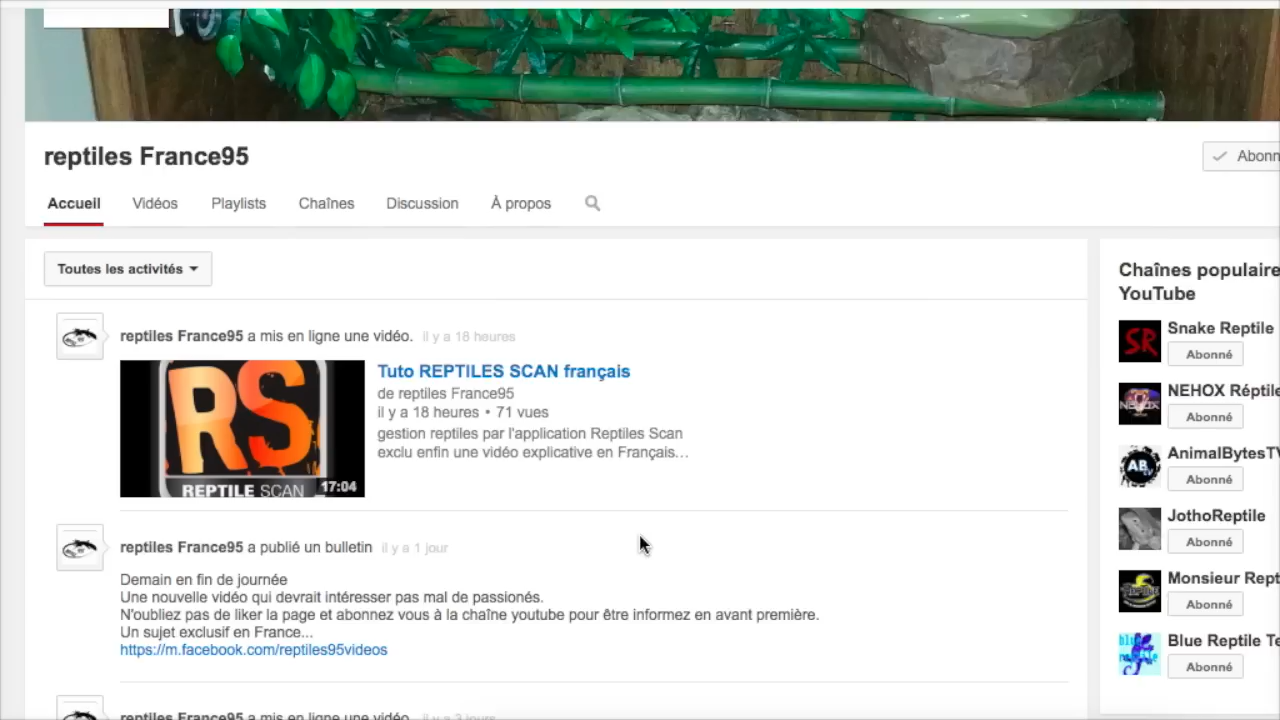 reptiles France95
Abonn
Accueil
Vidéos
Playlists
Chaînes
Discussion
À propos
Toutes les activités
reptiles France95 a mis en ligne une vidéo. il y a 18 heures
RS
REPTILE SCAN
17:04
Tuto REPTILES SCAN français
de reptiles France95
il y a 18 heures • 71 vues
gestion reptiles par l'application Reptiles Scan
exclu enfin une vidéo explicative en Français...
reptiles France95 a publié un bulletin il y a 1 jour
Demain en fin de journée
Une nouvelle vidéo qui devrait intéresser pas mal de passionés.
N'oubliez pas de liker la page et abonnez vous à la chaîne youtube pour être informez en avant première.
Un sujet exclusif en France...
https://m.facebook.com/reptiles95videos
reptiles France95 a mis en ligne une vidéo. il y a 3 jours
Chaînes populaire
YouTube
SR
Snake Reptile
Abonné
NEHOX
NEHOX Réptile
Abonné
AB
AnimalBytesTV
Abonné
JothoReptile
Abonné
Monsieur Rept
Abonné
blue
reptile
Blue Reptile Te
Abonné